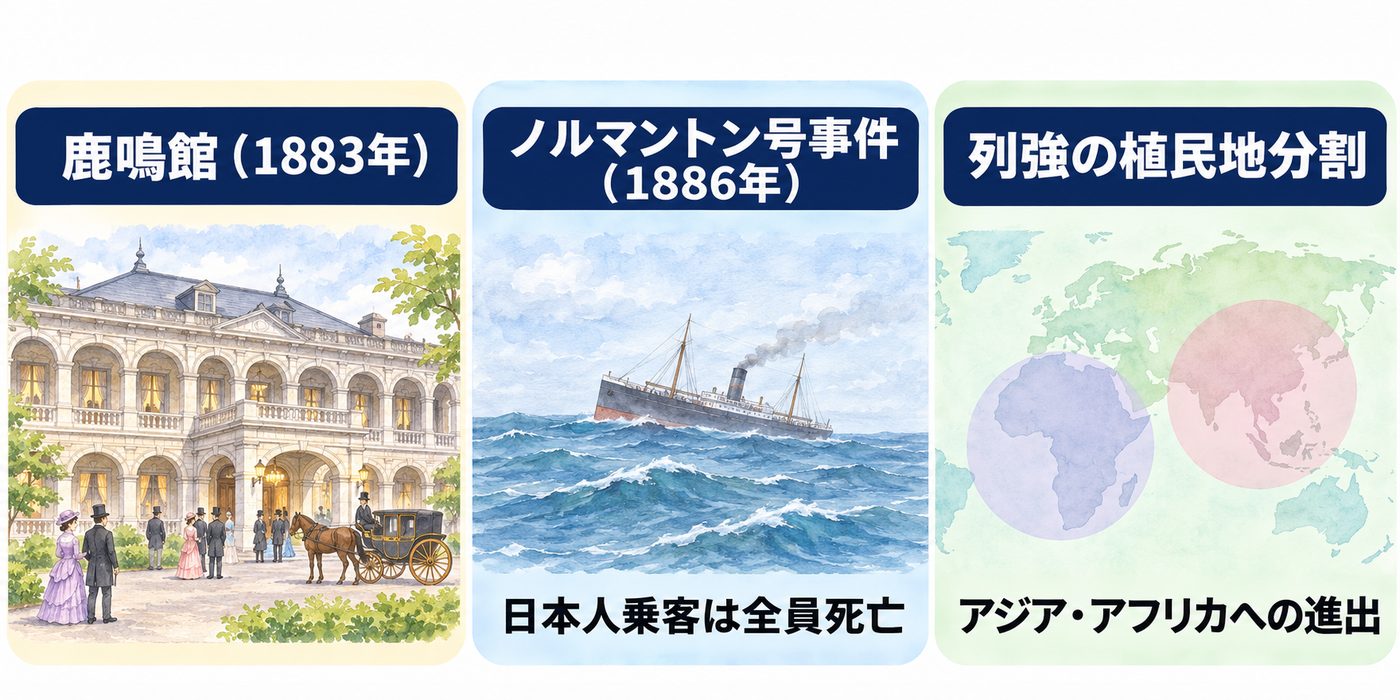 鹿鳴館（1883年）
ノルマントン号事件
（1886年）
日本人乗客は全員死亡
列強の植民地分割
アジア・アフリカへの進出